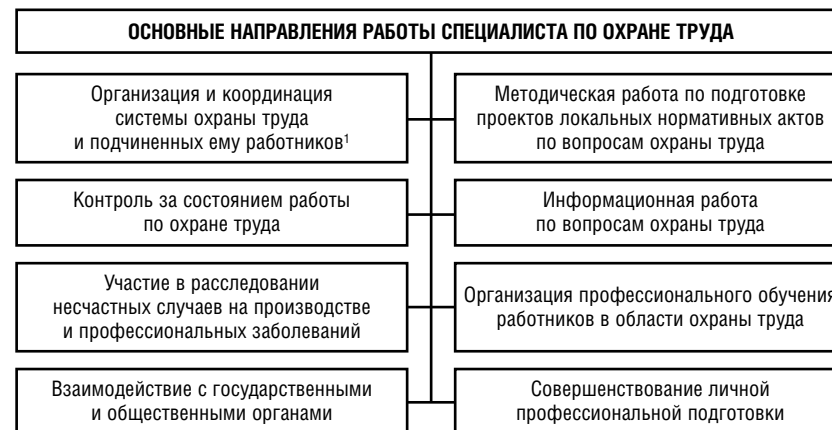 ОСНОВНЫЕ НАПРАВЛЕНИЯ РАБОТЫ СПЕЦИАЛИСТА ПО ОХРАНЕ ТРУДА
Организация и координация
системы охраны труда
и подчиненных ему работников¹
Методическая работа по подготовке
проектов локальных нормативных актов
по вопросам охраны труда
Контроль за состоянием работы
по охране труда
Информационная работа
по вопросам охраны труда
Участие в расследовании
несчастных случаев на производстве
и профессиональных заболеваний
Организация профессионального обучения
работников в области охраны труда
Взаимодействие с государственными
и общественными органами
Совершенствование личной
профессиональной подготовки